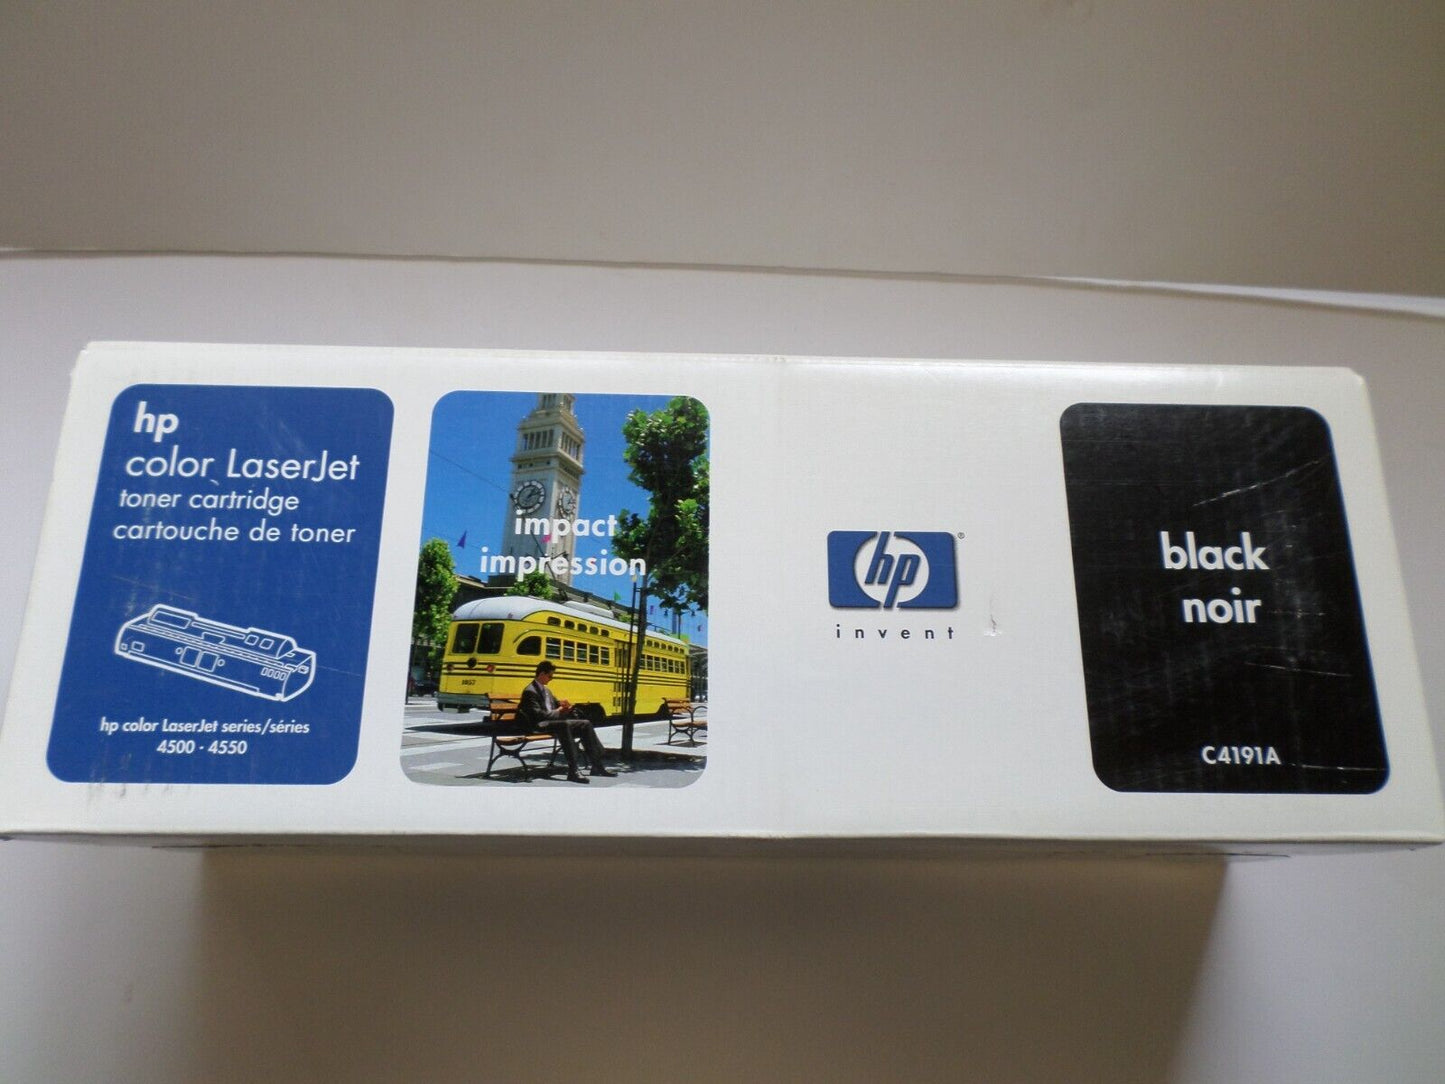 hp
color LaserJet
toner cartridge
cartouche de toner
hp color LaserJet series/séries
4500 · 4550
impact
impression
1057
hp®
invent
black
noir
C4191A